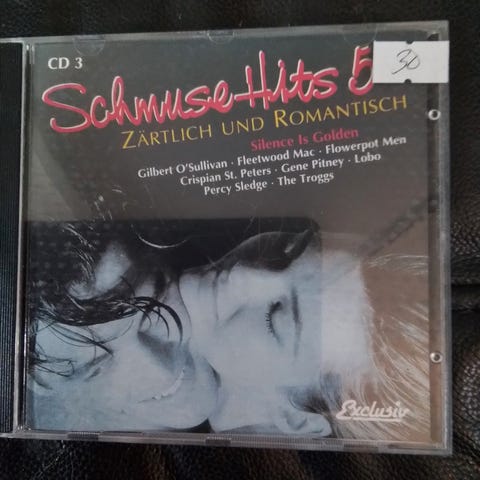 CD 3
Schmuse Hits 5
30
ZÄRTLICH UND ROMANTISCH
Silence Is Golden
Gilbert O'Sullivan · Fleetwood Mac · Flowerpot Men
Crispian St. Peters · Gene Pitney · Lobo
Percy Sledge · The Troggs
Exclusiv